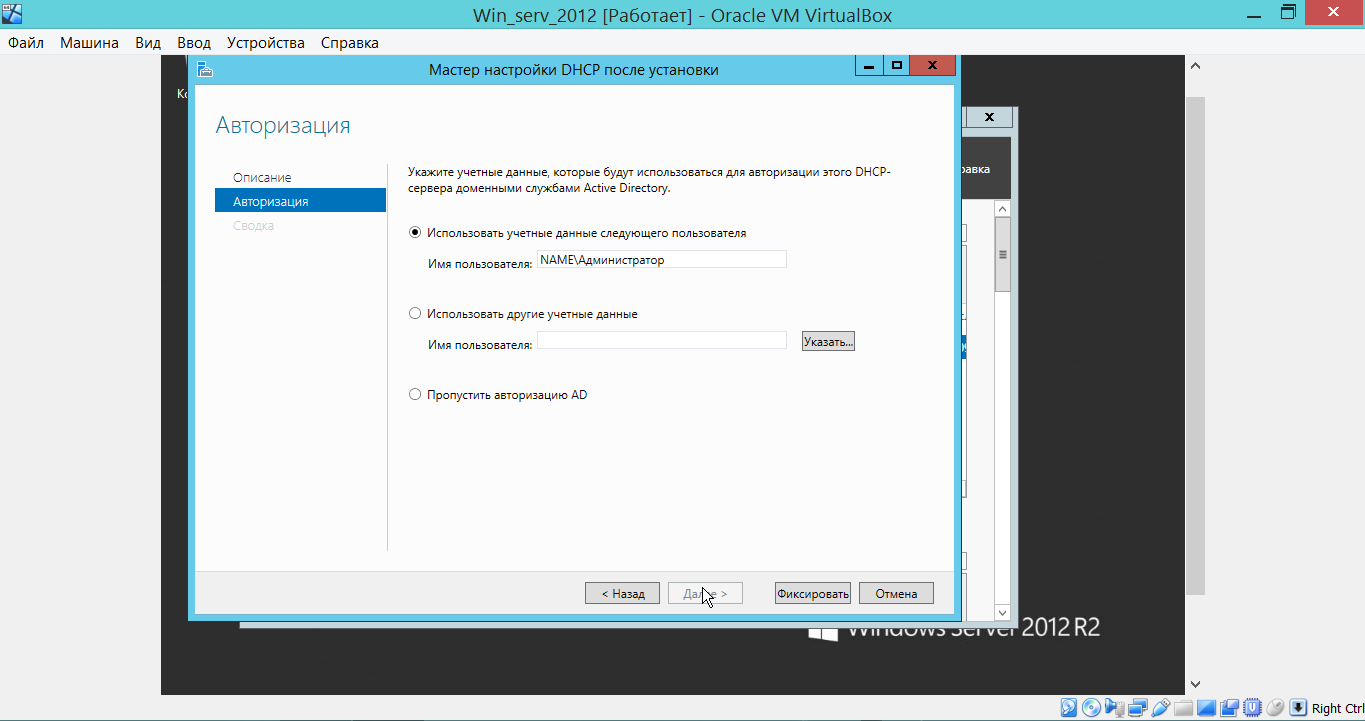 Win_serv_2012 [Работает] - Oracle VM VirtualBox
Файл Машина Вид Ввод Устройства Справка
Мастер настройки DHCP после установки
Авторизация
Описание
Авторизация
Сводка
Укажите учетные данные, которые будут использоваться для авторизации этого DHCP-
сервера доменными службами Active Directory.
Использовать учетные данные следующего пользователя
Имя пользователя: NAME\Администратор
Использовать другие учетные данные
Имя пользователя: Указать...
Пропустить авторизацию AD
< Назад Далее > Фиксировать Отмена
Windows Server 2012 R2
Right Ctrl